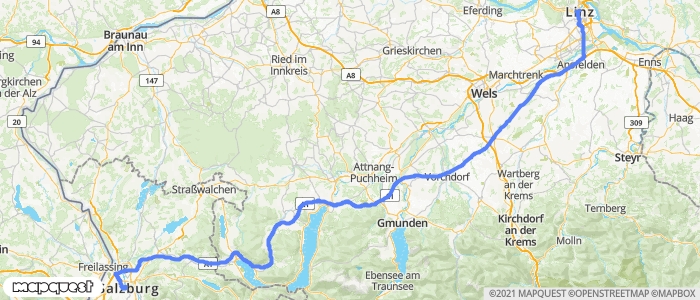 Linz
Eferding
A8
Braunau
am Inn
94
Grieskirchen
Ried im
Innkreis
A8
Enns
Ansfelden
Marchtrenk
147
Wels
Haag
20
309
Steyr
Attnang-
Puchheim
Vorchdorf
Wartberg
an der
Krems
Straßwalchen
Ternberg
Gmunden
Kirchdorf
an der
Krems
Molln
Freilassing
A1
Ebensee am
Traunsee
Salzburg
mapquest
©2021 MAPQUEST ©OPENSTREETMAP ©MAPBOX